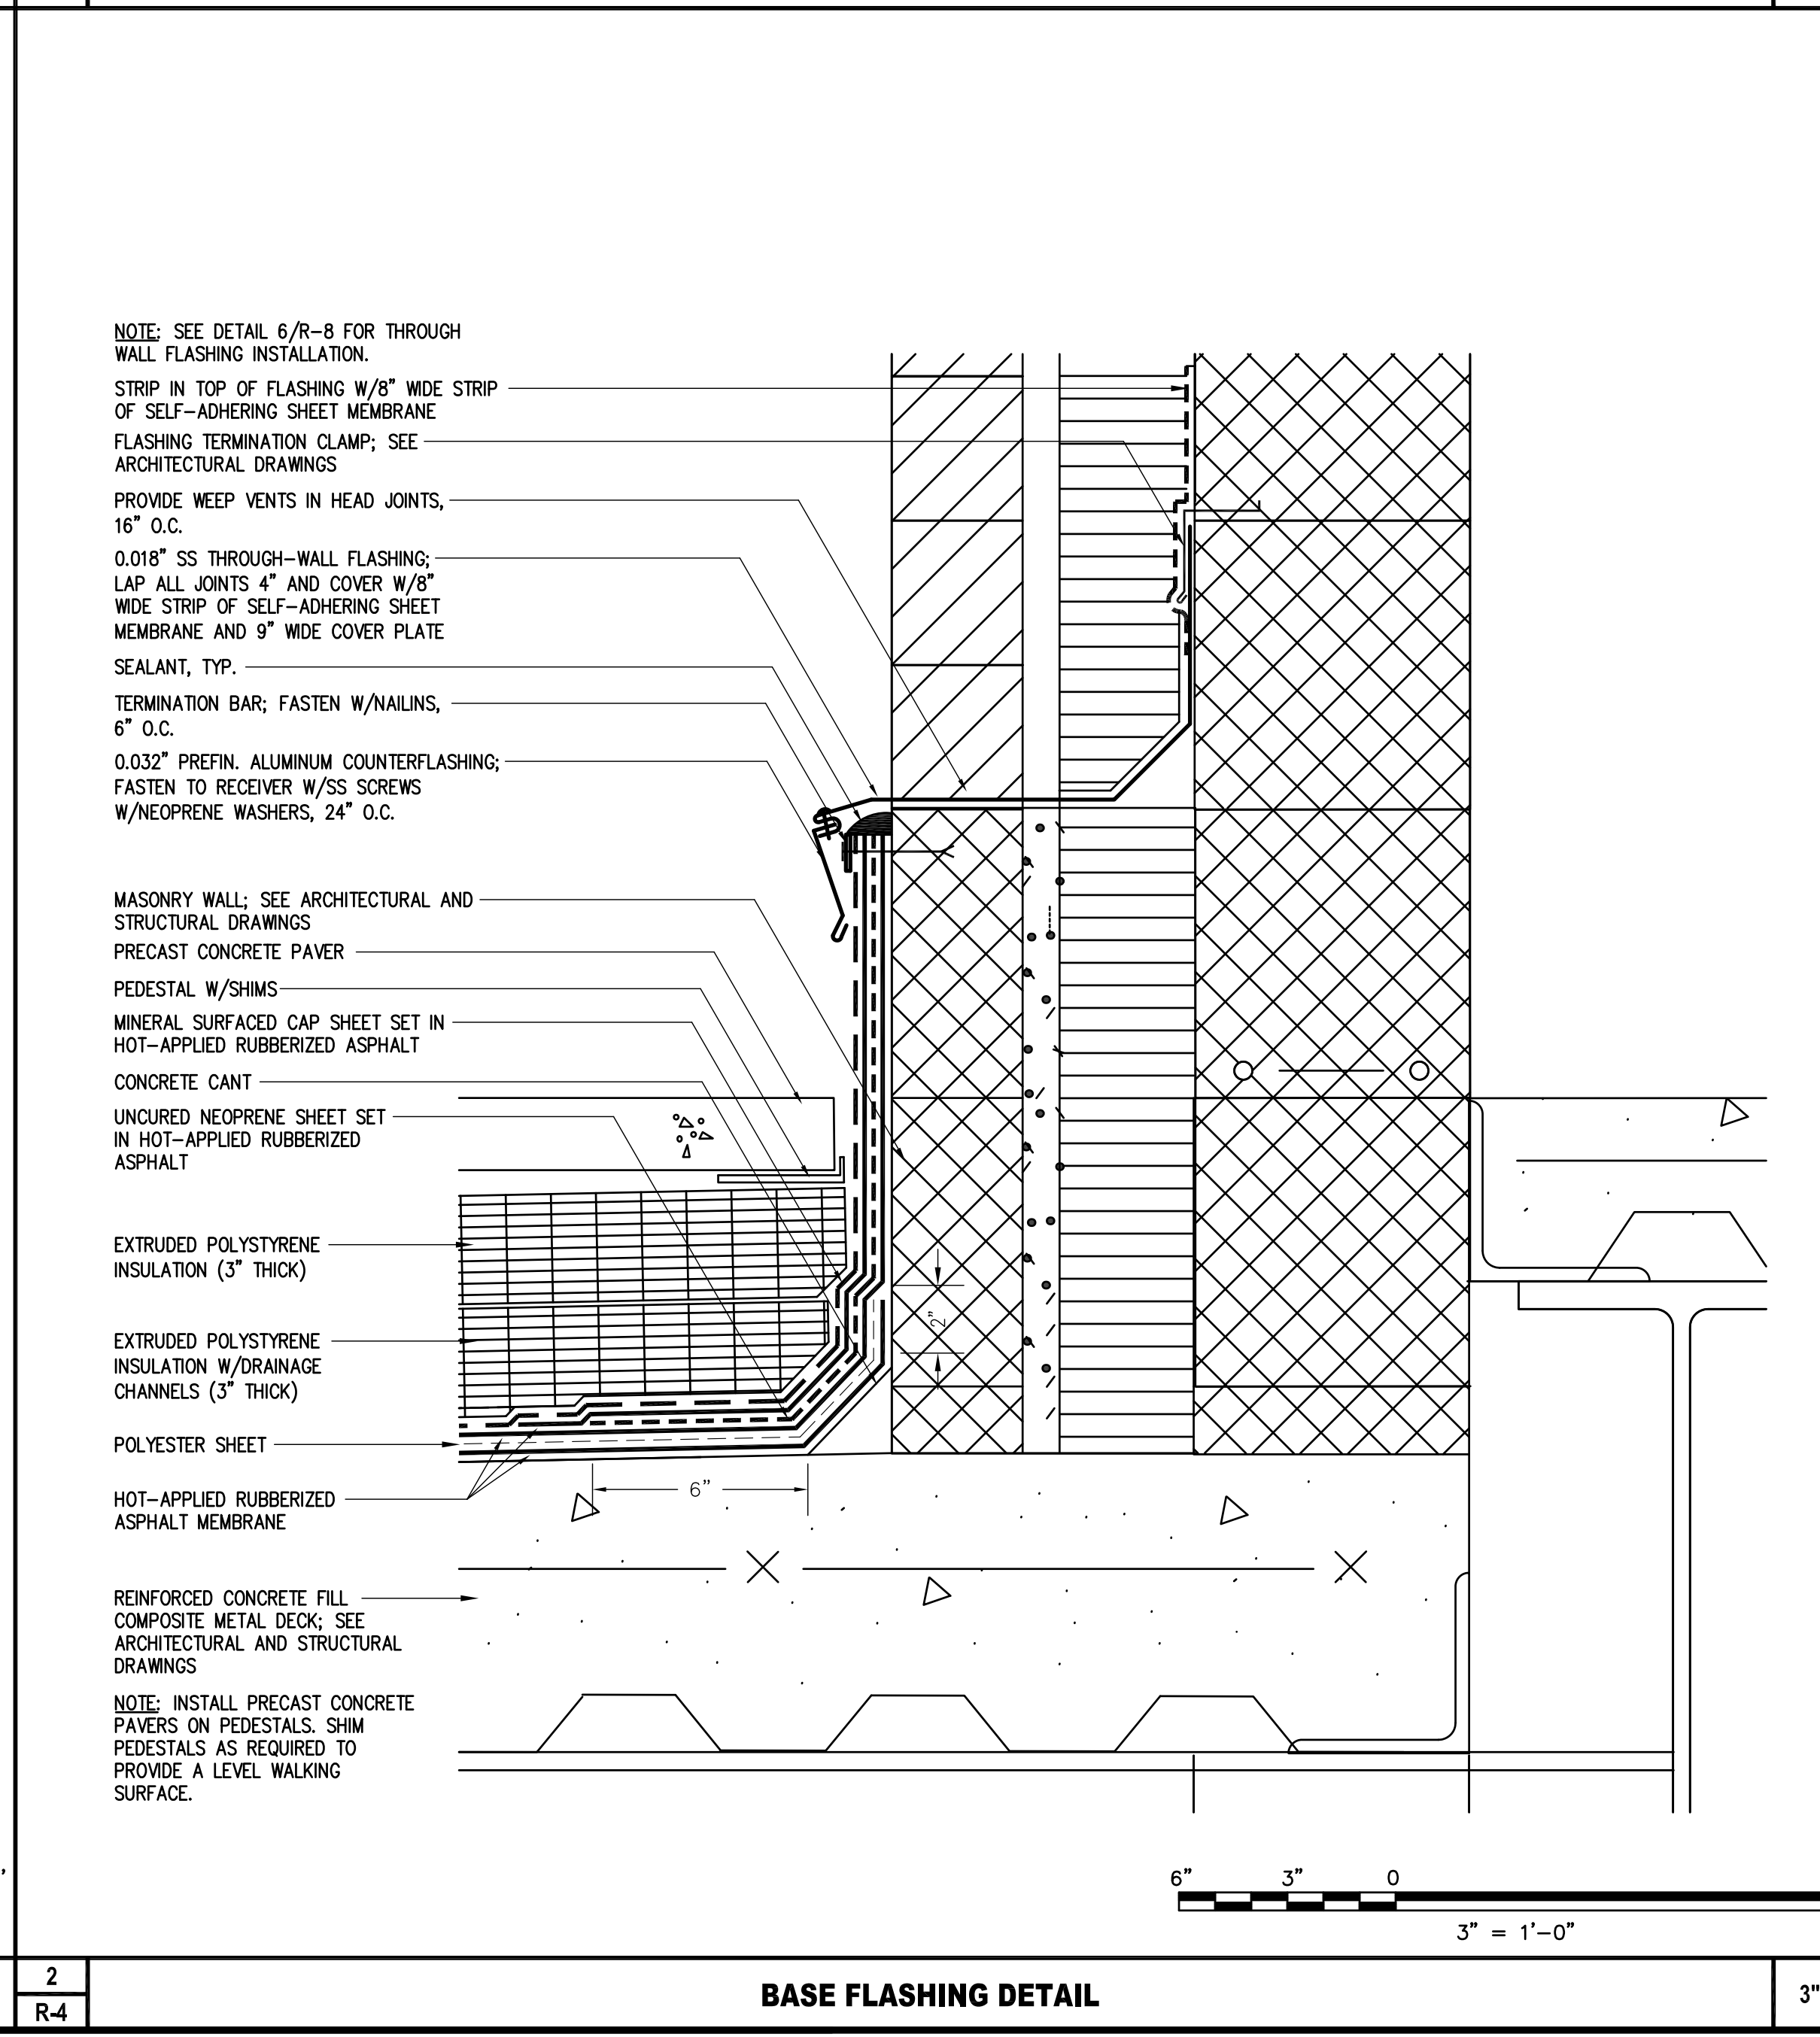 NOTE: SEE DETAIL 6/R-8 FOR THROUGH
WALL FLASHING INSTALLATION.
STRIP IN TOP OF FLASHING W/8" WIDE STRIP
OF SELF-ADHERING SHEET MEMBRANE
FLASHING TERMINATION CLAMP; SEE
ARCHITECTURAL DRAWINGS
PROVIDE WEEP VENTS IN HEAD JOINTS,
16" O.C.
0.018" SS THROUGH-WALL FLASHING;
LAP ALL JOINTS 4" AND COVER W/8"
WIDE STRIP OF SELF-ADHERING SHEET
MEMBRANE AND 9" WIDE COVER PLATE
SEALANT, TYP.
TERMINATION BAR; FASTEN W/NAILINS,
6" O.C.
0.032" PREFIN. ALUMINUM COUNTERFLASHING;
FASTEN TO RECEIVER W/SS SCREWS
W/NEOPRENE WASHERS, 24" O.C.
MASONRY WALL; SEE ARCHITECTURAL AND
STRUCTURAL DRAWINGS
PRECAST CONCRETE PAVER
PEDESTAL W/SHIMS
MINERAL SURFACED CAP SHEET SET IN
HOT-APPLIED RUBBERIZED ASPHALT
CONCRETE CANT
UNCURED NEOPRENE SHEET SET
IN HOT-APPLIED RUBBERIZED
ASPHALT
EXTRUDED POLYSTYRENE
INSULATION (3" THICK)
2"
EXTRUDED POLYSTYRENE
INSULATION W/DRAINAGE
CHANNELS (3" THICK)
POLYESTER SHEET
6"
HOT-APPLIED RUBBERIZED
ASPHALT MEMBRANE
REINFORCED CONCRETE FILL
COMPOSITE METAL DECK; SEE
ARCHITECTURAL AND STRUCTURAL
DRAWINGS
NOTE: INSTALL PRECAST CONCRETE
PAVERS ON PEDESTALS. SHIM
PEDESTALS AS REQUIRED TO
PROVIDE A LEVEL WALKING
SURFACE.
6" 3" 0
3" = 1'-0"
2
R-4
BASE FLASHING DETAIL
3"